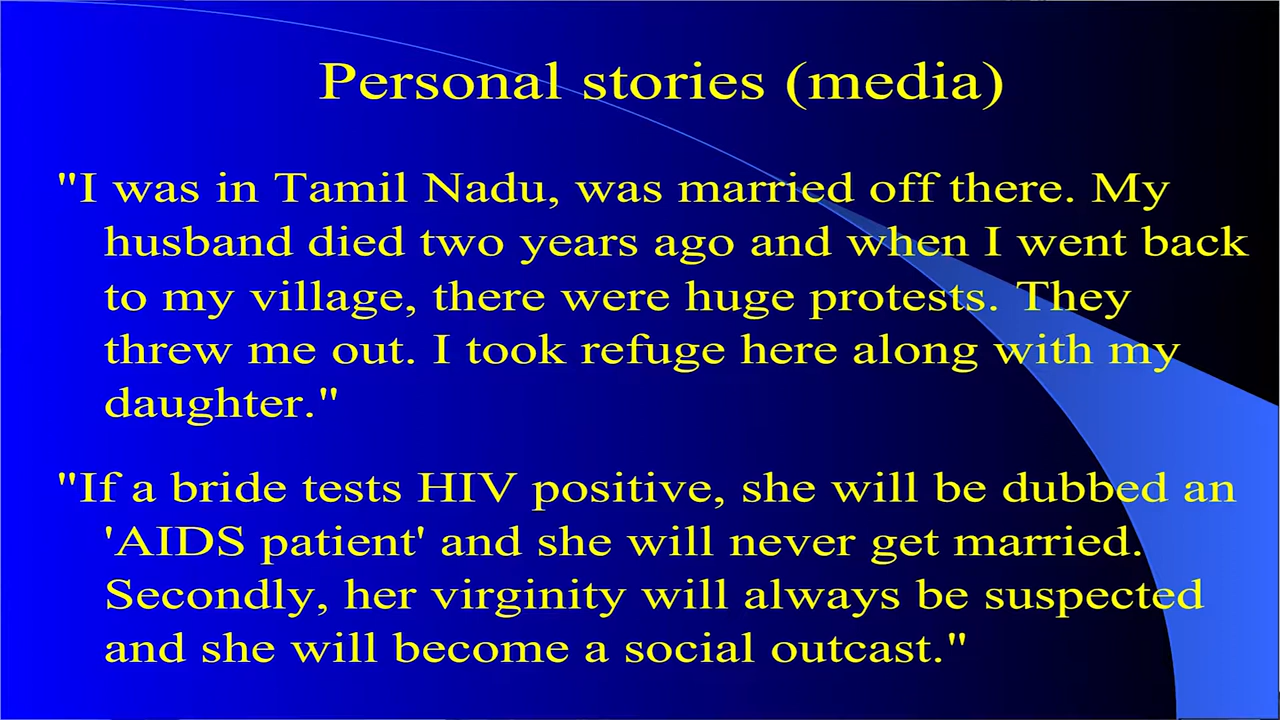 Personal stories (media)
"I was in Tamil Nadu, was married off there. My
husband died two years ago and when I went back
to my village, there were huge protests. They
threw me out. I took refuge here along with my
daughter."
"If a bride tests HIV positive, she will be dubbed an
'AIDS patient' and she will never get married.
Secondly, her virginity will always be suspected
and she will become a social outcast."